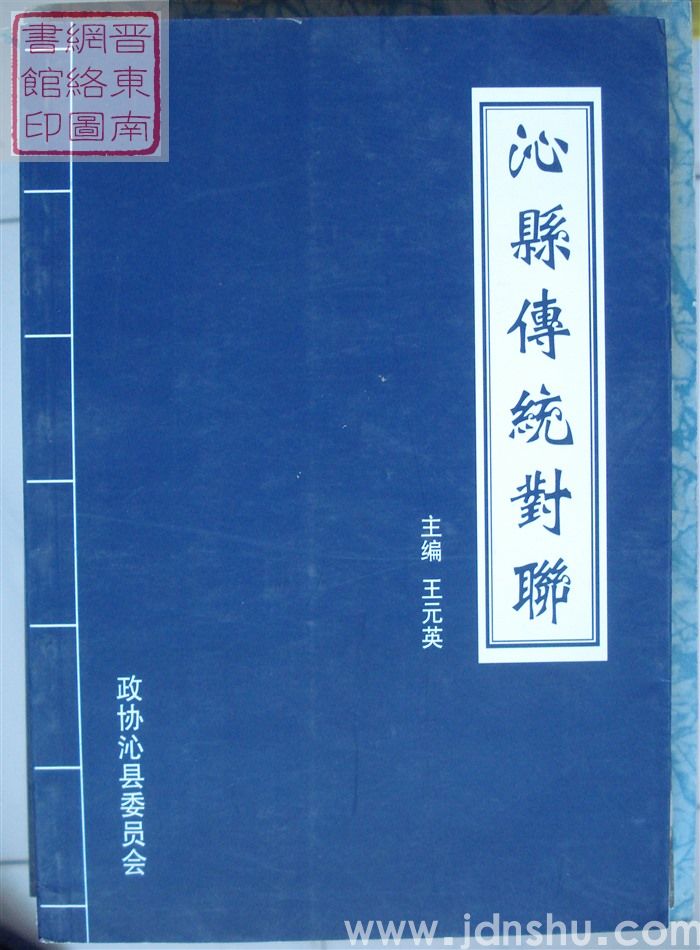 晋東南
網絡圖
書館印
沁縣傳統對聯
主编 王元英
政协沁县委员会
www.jdnshu.com